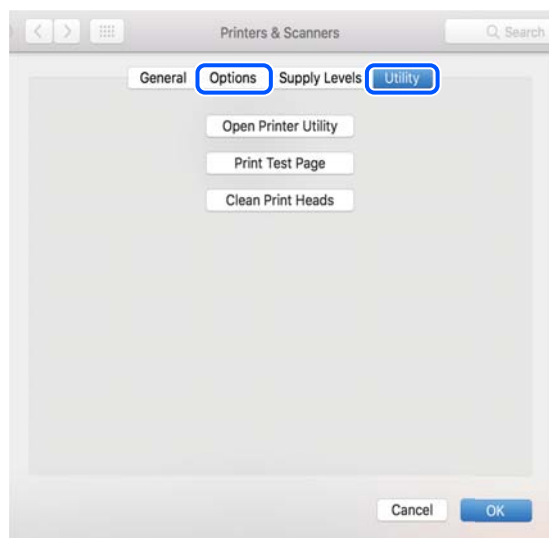 Printers & Scanners Search
General Options Supply Levels Utility
Open Printer Utility
Print Test Page
Clean Print Heads
Cancel OK